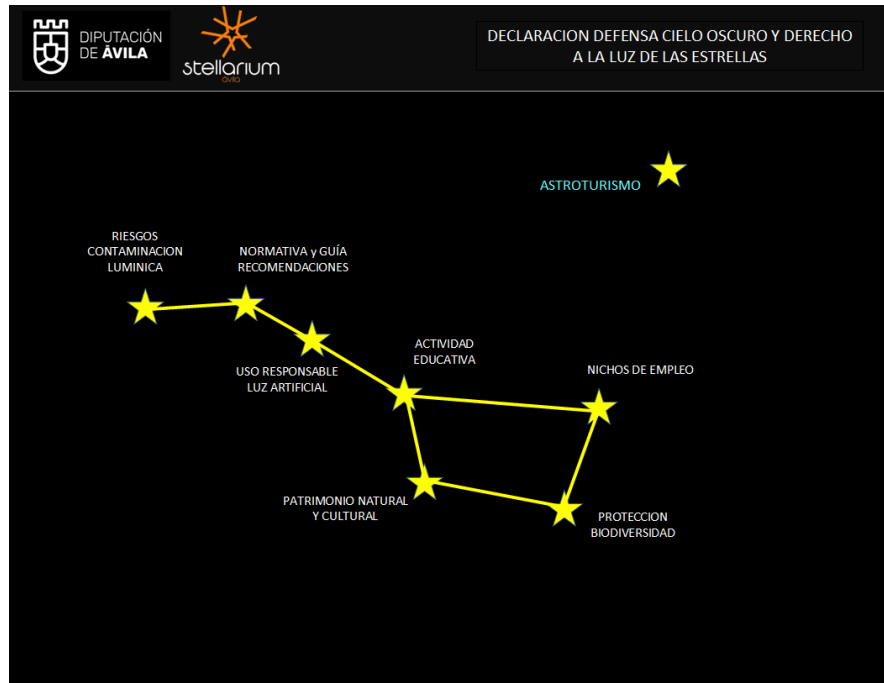 DIPUTACIÓN
DE ÁVILA
stellarium
ávila
DECLARACION DEFENSA CIELO OSCURO Y DERECHO
A LA LUZ DE LAS ESTRELLAS
ASTROTURISMO
RIESGOS
CONTAMINACION
LUMINICA
NORMATIVA y GUÍA
RECOMENDACIONES
USO RESPONSABLE
LUZ ARTIFICIAL
ACTIVIDAD
EDUCATIVA
NICHOS DE EMPLEO
PATRIMONIO NATURAL
Y CULTURAL
PROTECCION
BIODIVERSIDAD